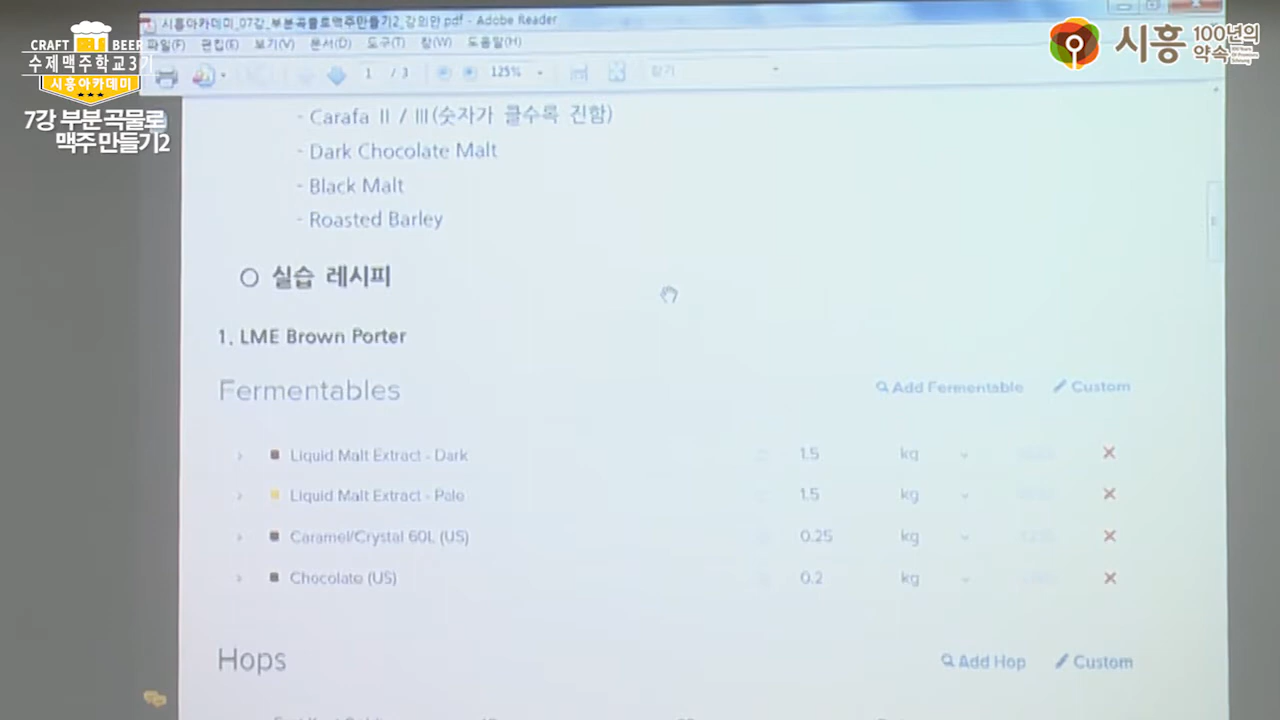 시흥아카데미_07강_부분곡물로맥주만들기2_강의안.pdf - Adobe Reader
파일(F) 편집(E) 보기(V) 문서(D) 도구(T) 창(W) 도움말(H)
1 / 3 125% 찾기
CRAFT BEER
수제맥주학교3기
시흥아카데미
7강 부분곡물로
맥주 만들기2
시흥 100년의
약속
- Carafa II / III(숫자가 클수록 진함)
- Dark Chocolate Malt
- Black Malt
- Roasted Barley
○ 실습 레시피
1. LME Brown Porter
Fermentables Add Fermentable Custom
Liquid Malt Extract - Dark 1.5 kg
Liquid Malt Extract - Pale 1.5 kg
Caramel/Crystal 60L (US) 0.25 kg
Chocolate (US) 0.2 kg
Hops Add Hop Custom